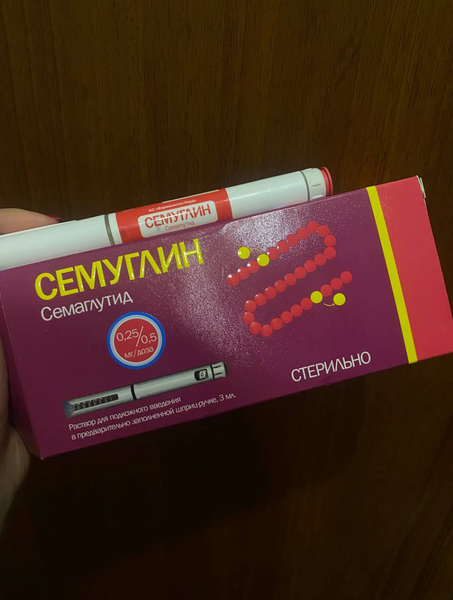 СЕМУГЛИН
Семаглутид
СЕМУГЛИН
Семаглутид
0,25/0,5
мг/доза
СТЕРИЛЬНО
Раствор для подкожного введения
в предварительно заполненной шприц-ручке, 3 мл.